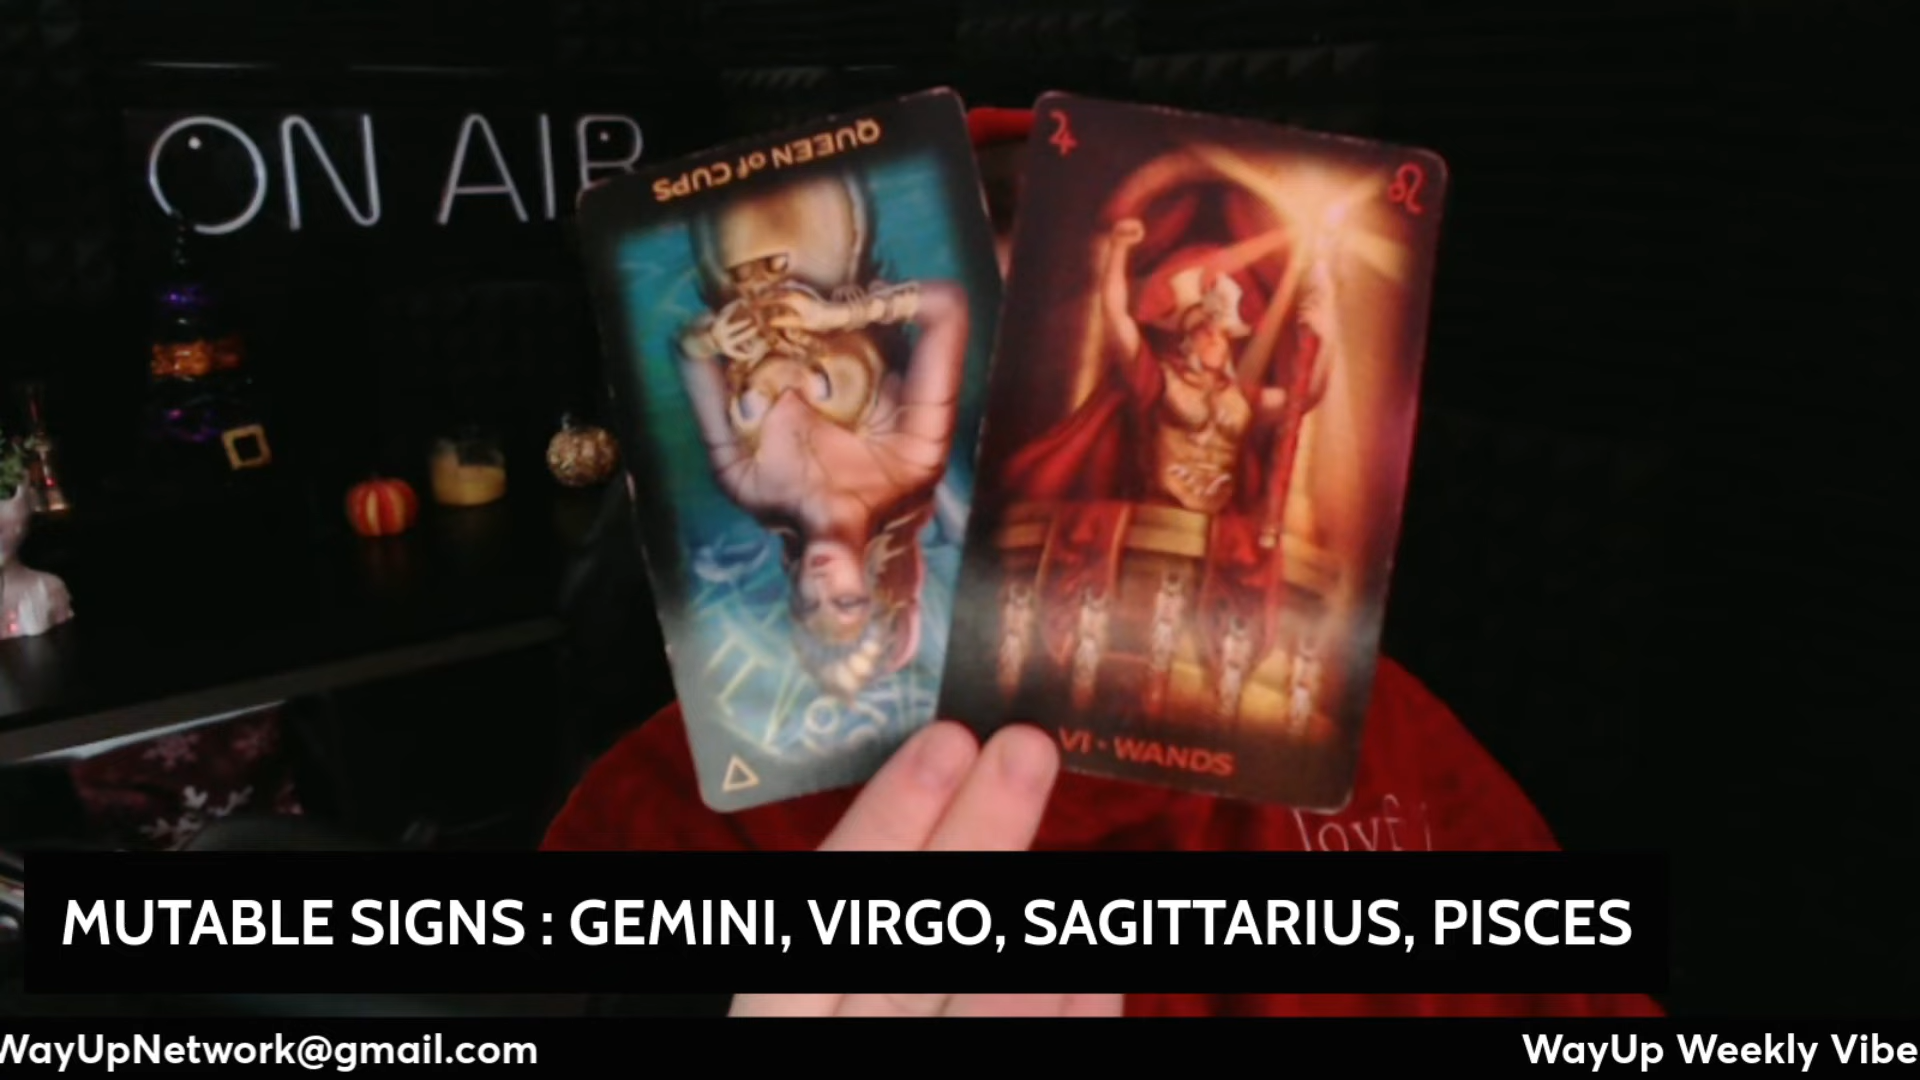 ON AIR
QUEEN of CUPS
VI · WANDS
MUTABLE SIGNS : GEMINI, VIRGO, SAGITTARIUS, PISCES
WayUpNetwork@gmail.com
WayUp Weekly Vibe